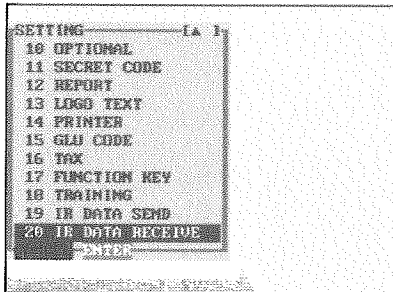 SETTING [▲ ]
10 OPTIONAL
11 SECRET CODE
12 REPORT
13 LOGO TEXT
14 PRINTER
15 GLU CODE
16 TAX
17 FUNCTION KEY
18 TRAINING
19 IR DATA SEND
20 IR DATA RECEIVE
ENTER